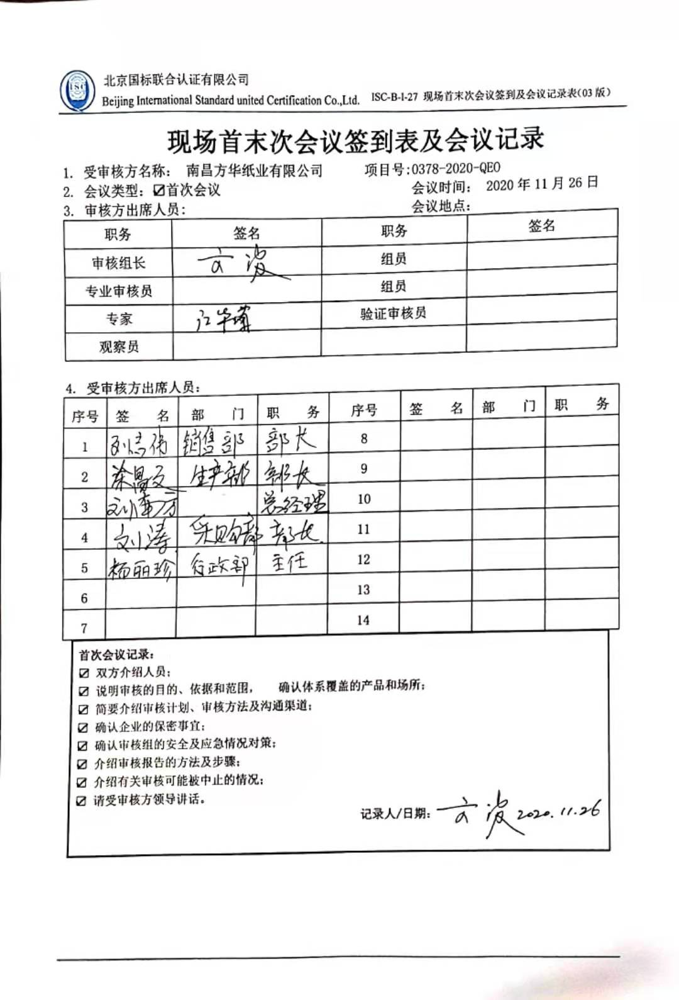 ISC
北京国标联合认证有限公司
Beijing International Standard united Certification Co.,Ltd. ISC-B-I-27 现场首末次会议签到及会议记录表(03版)
现场首末次会议签到表及会议记录
1. 受审核方名称: 南昌方华纸业有限公司 项目号:0378-2020-QEO
2. 会议类型: ☑首次会议 会议时间: 2020年11月26日
3. 审核方出席人员: 会议地点:
职务 签名 职务 签名
审核组长 组员
专业审核员 组员
专家 验证审核员
观察员
4. 受审核方出席人员:
序号 签 名 部 门 职 务 序号 签 名 部 门 职 务
1 刘志伟 销售部 部长 8
2 涂昌文 生产部 部长 9
3 总经理 10
4 刘涛 采购部 部长 11
5 杨丽珍 行政部 主任 12
6 13
7 14
首次会议记录:
☑ 双方介绍人员;
☑ 说明审核的目的、依据和范围, 确认体系覆盖的产品和场所;
☑ 简要介绍审核计划、审核方法及沟通渠道;
☑ 确认企业的保密事宜;
☑ 确认审核组的安全及应急情况对策;
☑ 介绍审核报告的方法及步骤;
☑ 介绍有关审核可能被中止的情况;
☑ 请受审核方领导讲话。
记录人/日期: 2020.11.26